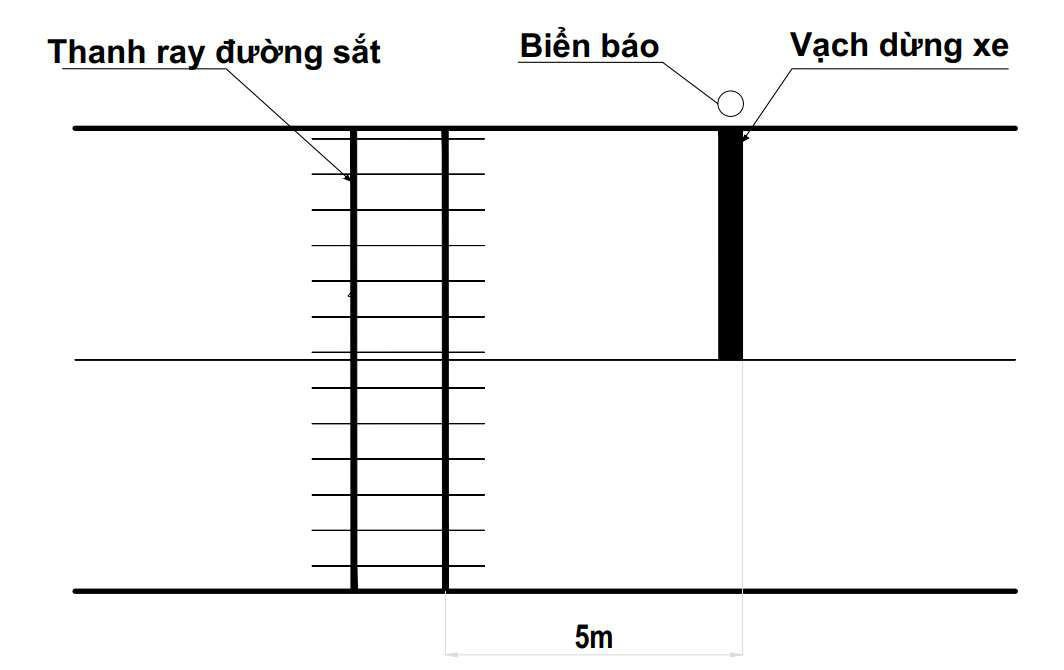 Thanh ray đường sắt
Biển báo
Vạch dừng xe
5m